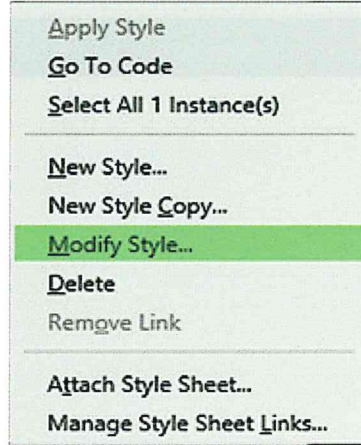 Apply Style
Go To Code
Select All 1 Instance(s)
New Style...
New Style Copy...
Modify Style...
Delete
Remove Link
Attach Style Sheet...
Manage Style Sheet Links...